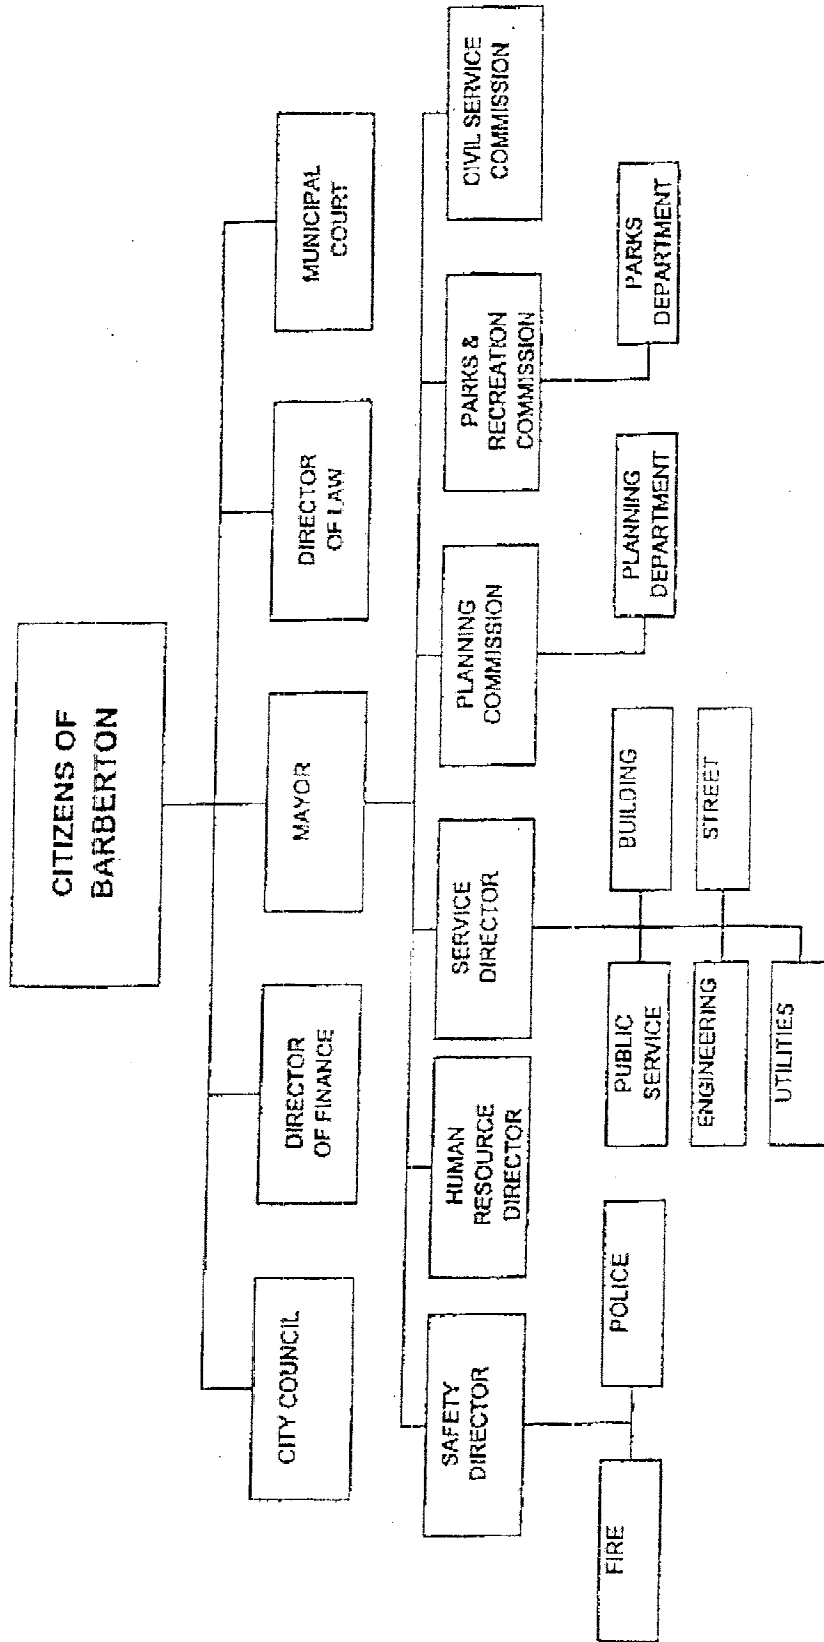 CITIZENS OF
BARBERTON
CITY COUNCIL
DIRECTOR
OF FINANCE
MAYOR
DIRECTOR
OF LAW
MUNICIPAL
COURT
SAFETY
DIRECTOR
HUMAN
RESOURCE
DIRECTOR
SERVICE
DIRECTOR
PLANNING
COMMISSION
PARKS &
RECREATION
COMMISSION
CIVIL SERVICE
COMMISSION
FIRE
POLICE
PUBLIC
SERVICE
BUILDING
ENGINEERING
STREET
UTILITIES
PLANNING
DEPARTMENT
PARKS
DEPARTMENT